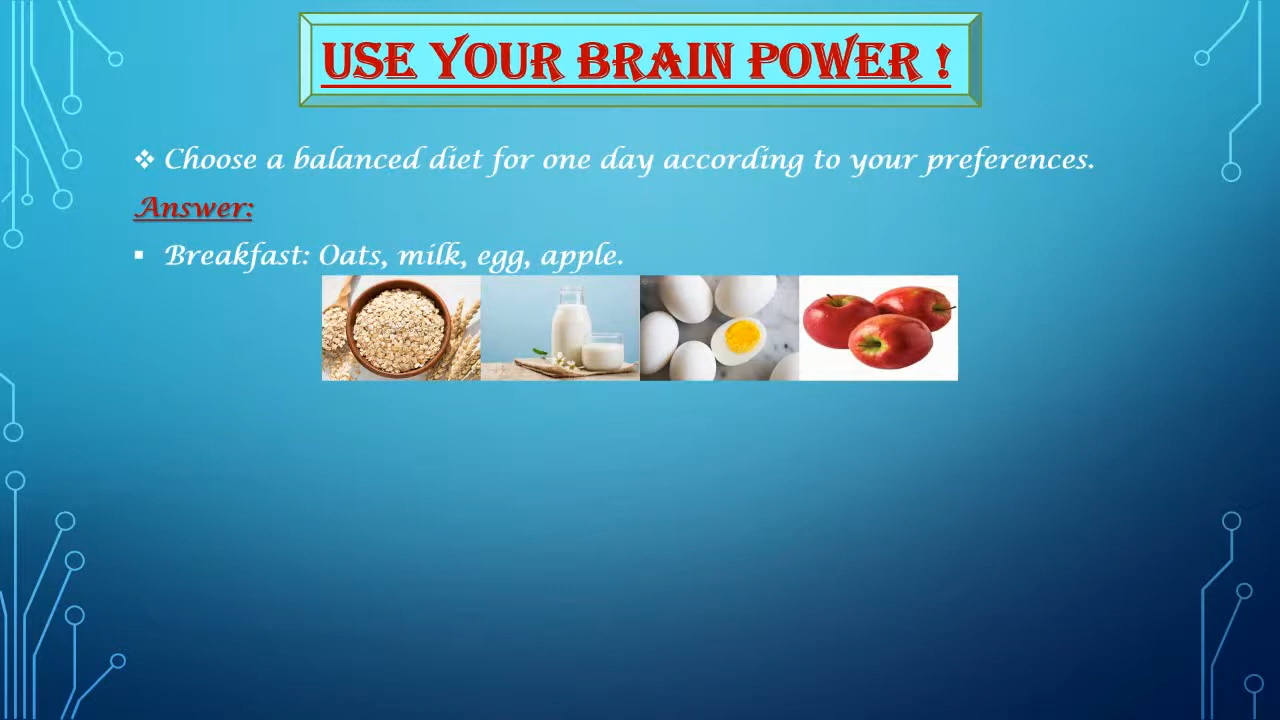 USE YOUR BRAIN POWER !
❖ Choose a balanced diet for one day according to your preferences.
Answer:
▪ Breakfast: Oats, milk, egg, apple.